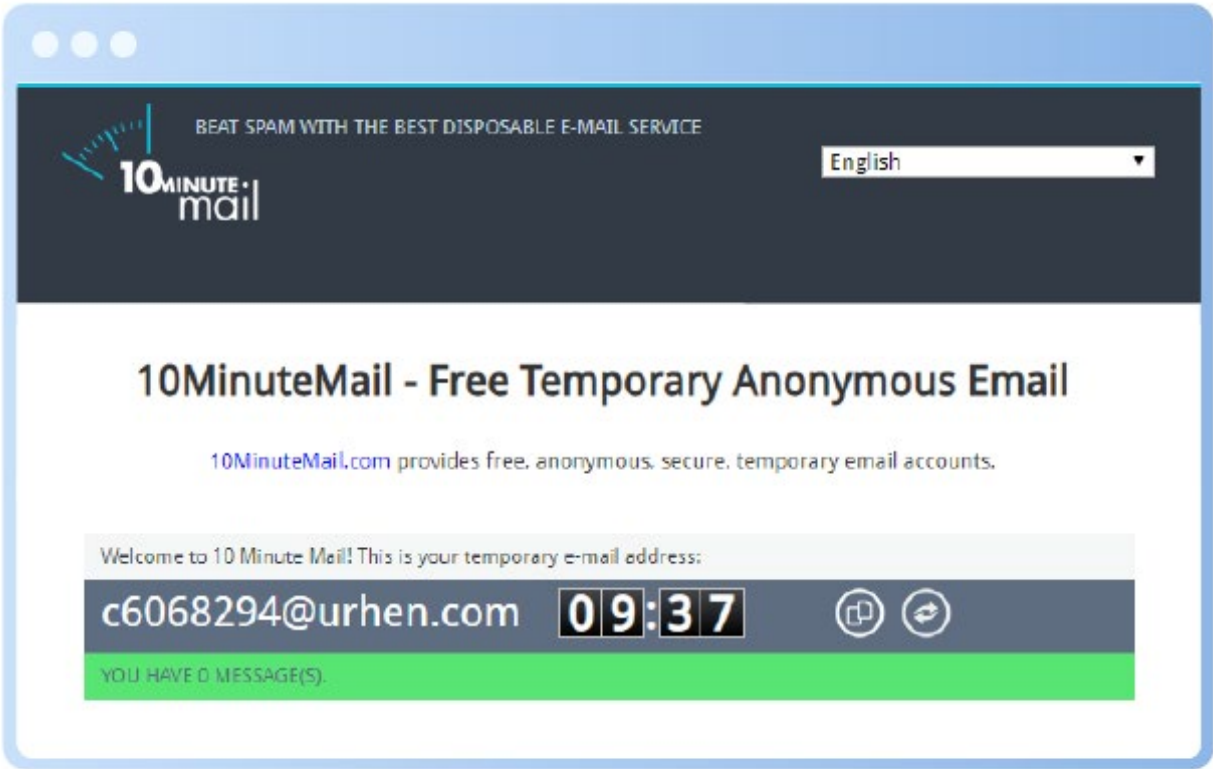 BEAT SPAM WITH THE BEST DISPOSABLE E-MAIL SERVICE
English
10MINUTE
mail
10MinuteMail - Free Temporary Anonymous Email
10MinuteMail.com provides free, anonymous, secure, temporary email accounts.
Welcome to 10 Minute Mail! This is your temporary e-mail address:
c6068294@urhen.com 09:37
YOU HAVE 0 MESSAGE(S).